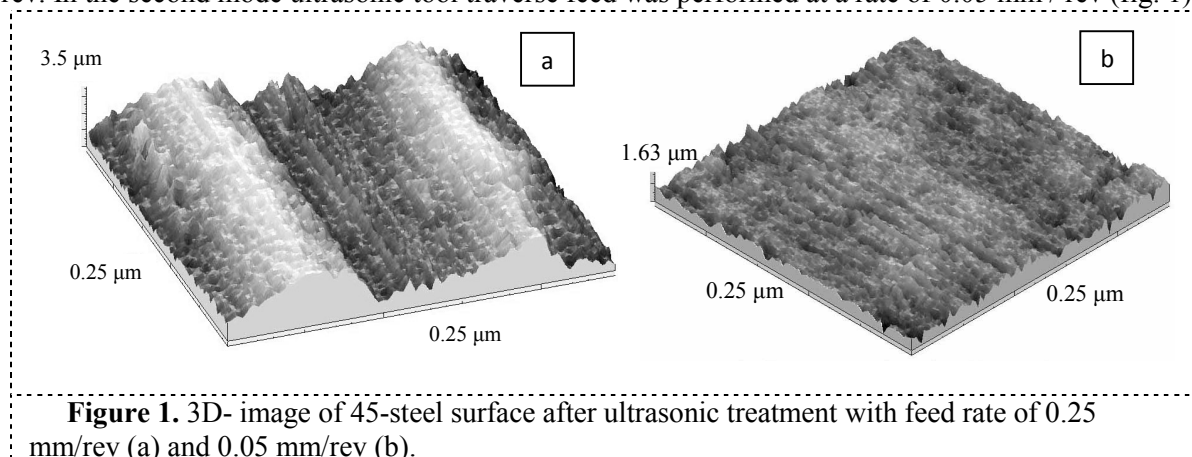 rev. In the second mode ultrasonic tool traverse feed was performed at a rate of 0.05 mm / rev (fig. 1)
3.5 μm
a
b
1.63 μm
0.25 μm
0.25 μm
0.25 μm
0.25 μm
Figure 1. 3D- image of 45-steel surface after ultrasonic treatment with feed rate of 0.25
mm/rev (a) and 0.05 mm/rev (b).